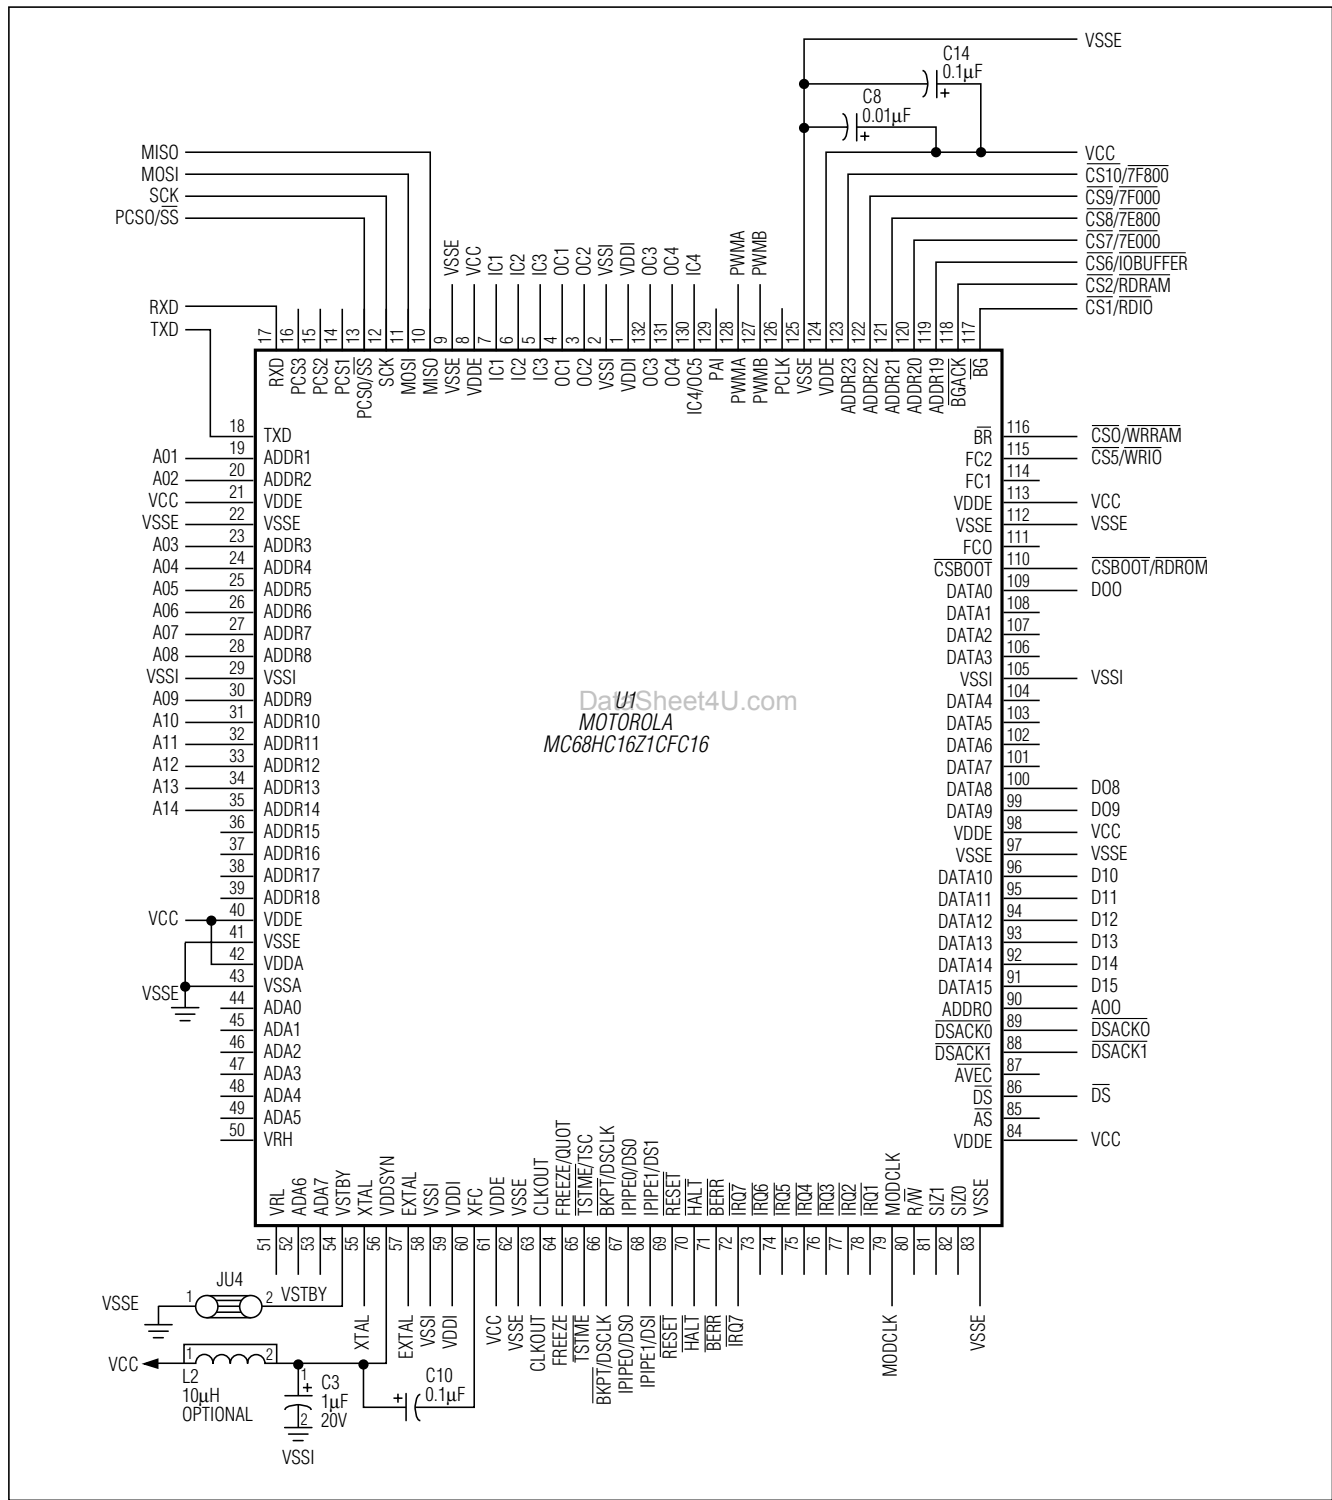 VSSE
C14
0.1µF
+
C8
0.01µF
+
MISO
MOSI
SCK
PCS0/SS
VCC
CS10/7F800
CS9/7F000
CS8/7E800
CS7/7E000
CS6/IOBUFFER
CS2/RDRAM
CS1/RDIO
RXD
TXD
VSSE VCC IC1 IC2 IC3 OC1 OC2 VSSI VDDI OC3 OC4 IC4 PWMA PWMB
17 16 15 14 13 12 11 10 9 8 7 6 5 4 3 2 1 132 131 130 129 128 127 126 125 124 123 122 121 120 119 118 117
RXD PCS3 PCS2 PCS1 PCS0/SS SCK MOSI MISO VSSE VDDE IC1 IC2 IC3 OC1 OC2 VSSI VDDI OC3 OC4 IC4/OC5 PAI PWMA PWMB PCLK VSSE VDDE ADDR23 ADDR22 ADDR21 ADDR20 ADDR19 BGACK BG
18 TXD
A01 19 ADDR1
A02 20 ADDR2
VCC 21 VDDE
VSSE 22 VSSE
A03 23 ADDR3
A04 24 ADDR4
A05 25 ADDR5
A06 26 ADDR6
A07 27 ADDR7
A08 28 ADDR8
VSSI 29 VSSI
A09 30 ADDR9
A10 31 ADDR10
A11 32 ADDR11
A12 33 ADDR12
A13 34 ADDR13
A14 35 ADDR14
36 ADDR15
37 ADDR16
38 ADDR17
39 ADDR18
VCC 40 VDDE
41 VSSE
42 VDDA
VSSE 43 VSSA
44 ADA0
45 ADA1
46 ADA2
47 ADA3
48 ADA4
49 ADA5
50 VRH
DataSheet4U.com
U1
MOTOROLA
MC68HC16Z1CFC16
BR 116 CS0/WRRAM
FC2 115 CS5/WRIO
FC1 114
VDDE 113 VCC
VSSE 112 VSSE
FC0 111
CSBOOT 110 CSBOOT/RDROM
DATA0 109 D00
DATA1 108
DATA2 107
DATA3 106
VSSI 105 VSSI
DATA4 104
DATA5 103
DATA6 102
DATA7 101
DATA8 100 D08
DATA9 99 D09
VDDE 98 VCC
VSSE 97 VSSE
DATA10 96 D10
DATA11 95 D11
DATA12 94 D12
DATA13 93 D13
DATA14 92 D14
DATA15 91 D15
ADDR0 90 A00
DSACK0 89 DSACK0
DSACK1 88 DSACK1
AVEC 87
DS 86 DS
AS 85
VDDE 84 VCC
VRL ADA6 ADA7 VSTBY XTAL VDDSYN EXTAL VSSI VDDI XFC VDDE VSSE CLKOUT FREEZE/QUOT TSTME/TSC BKPT/DSCLK IPIPE0/DS0 IPIPE1/DS1 RESET HALT BERR IRQ7 IRQ6 IRQ5 IRQ4 IRQ3 IRQ2 IRQ1 MODCLK R/W SIZ1 SIZ0 VSSE
51 52 53 54 55 56 57 58 59 60 61 62 63 64 65 66 67 68 69 70 71 72 73 74 75 76 77 78 79 80 81 82 83
JU4
VSSE 1 2 VSTBY
XTAL EXTAL VSSI VDDI VCC VSSE CLKOUT FREEZE TSTME BKPT/DSCLK IPIPE0/DS0 IPIPE1/DSI RESET HALT BERR IRQ7 MODCLK VSSE
VCC 1 2
L2
10µH
OPTIONAL
1 + C3
1µF
20V
2
VSSI
+ C10
0.1µF